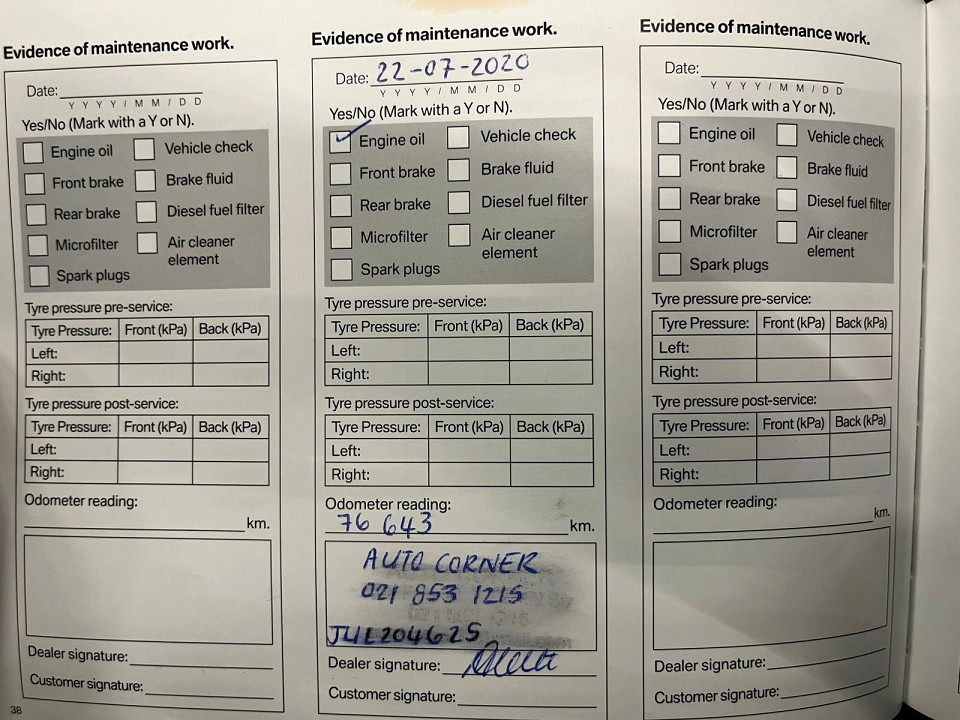 Evidence of maintenance work.
Date:
Y Y Y Y / M M / D D
Yes/No (Mark with a Y or N).
Engine oil Vehicle check
Front brake Brake fluid
Rear brake Diesel fuel filter
Microfilter Air cleaner element
Spark plugs
Tyre pressure pre-service:
Tyre Pressure: Front (kPa) Back (kPa)
Left:
Right:
Tyre pressure post-service:
Tyre Pressure: Front (kPa) Back (kPa)
Left:
Right:
Odometer reading:
km.
Dealer signature:
Customer signature:
38
Evidence of maintenance work.
Date: 22-07-2020
Y Y Y Y / M M / D D
Yes/No (Mark with a Y or N).
Engine oil Vehicle check
Front brake Brake fluid
Rear brake Diesel fuel filter
Microfilter Air cleaner element
Spark plugs
Tyre pressure pre-service:
Tyre Pressure: Front (kPa) Back (kPa)
Left:
Right:
Tyre pressure post-service:
Tyre Pressure: Front (kPa) Back (kPa)
Left:
Right:
Odometer reading:
76 643 km.
AUTO CORNER
021 853 1215
JUL204625
Dealer signature:
Customer signature:
Evidence of maintenance work.
Date:
Y Y Y Y / M M / D D
Yes/No (Mark with a Y or N).
Engine oil Vehicle check
Front brake Brake fluid
Rear brake Diesel fuel filter
Microfilter Air cleaner element
Spark plugs
Tyre pressure pre-service:
Tyre Pressure: Front (kPa) Back (kPa)
Left:
Right:
Tyre pressure post-service:
Tyre Pressure: Front (kPa) Back (kPa)
Left:
Right:
Odometer reading:
km.
Dealer signature:
Customer signature: